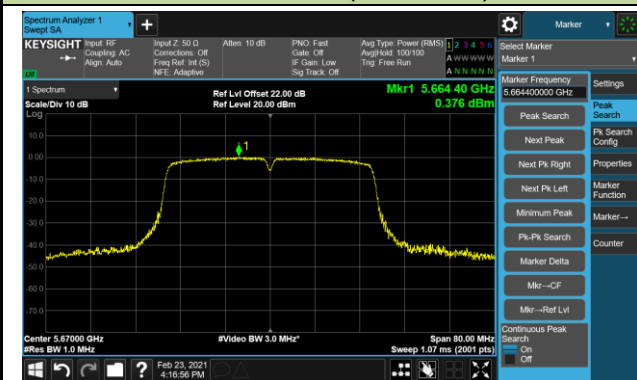 Spectrum Analyzer 1
Swept SA
Marker
KEYSIGHT
Input: RF
Coupling: AC
Align: Auto
Input Z: 50 Ω
Corrections: Off
Freq Ref: Int (S)
NFE: Adaptive
Atten: 10 dB
PNO: Fast
Gate: Off
IF Gain: Low
Sig Track: Off
Avg Type: Power (RMS)
Avg|Hold: 100/100
Trig: Free Run
1 2 3 4 5 6
A W W W W W
A N N N N N
Select Marker
Marker 1
1 Spectrum
Scale/Div 10 dB
Log
Ref Lvl Offset 22.00 dB
Ref Level 20.00 dBm
Mkr1 5.664 40 GHz
0.376 dBm
Marker Frequency
5.664400000 GHz
Settings
Peak Search
Next Peak
Next Pk Right
Next Pk Left
Minimum Peak
Pk-Pk Search
Marker Delta
Mkr→CF
Mkr→Ref Lvl
Continuous Peak
Search
On
Off
Peak
Search
Pk Search
Config
Properties
Marker
Function
Marker→
Counter
10.0
0.00
-10.0
-20.0
-30.0
-40.0
-50.0
-60.0
-70.0
1
Center 5.67000 GHz
#Res BW 1.0 MHz
#Video BW 3.0 MHz*
Span 80.00 MHz
Sweep 1.07 ms (2001 pts)
Feb 23, 2021
4:16:56 PM